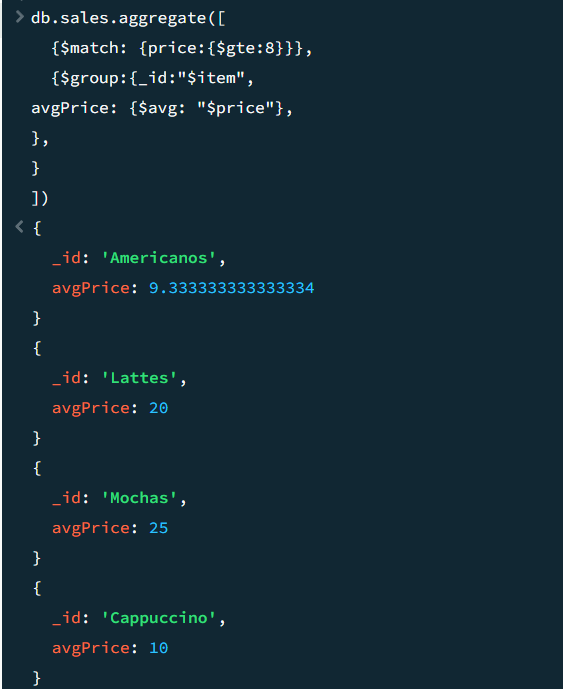 > db.sales.aggregate([
{$match: {price:{$gte:8}}},
{$group:{_id:"$item",
avgPrice: {$avg: "$price"},
},
}
])
< {
_id: 'Americanos',
avgPrice: 9.333333333333334
}
{
_id: 'Lattes',
avgPrice: 20
}
{
_id: 'Mochas',
avgPrice: 25
}
{
_id: 'Cappuccino',
avgPrice: 10
}